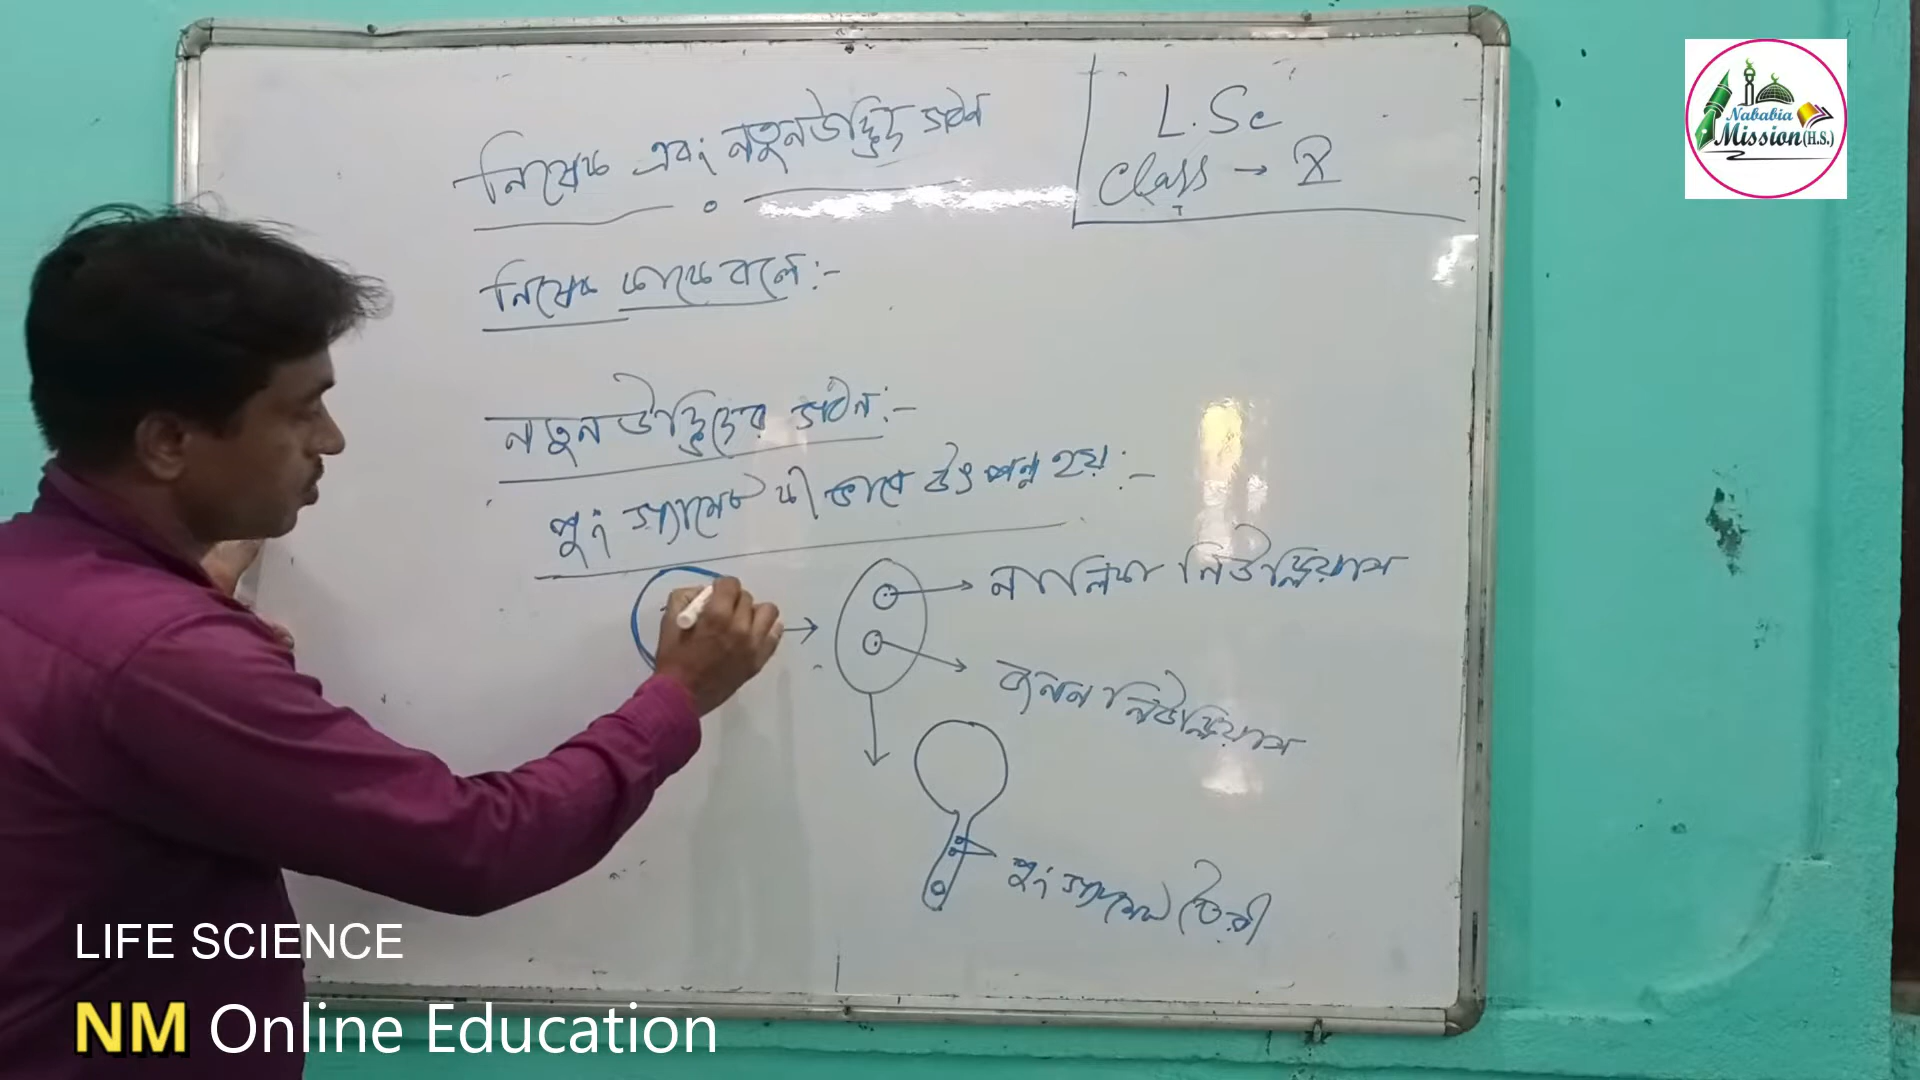 নিষেক এবং নতুন উদ্ভিদ গঠন
L.Sc
Class → X
নিষেক কাকে বলে:-
নতুন উদ্ভিদের গঠন:-
পুং গ্যামেট কী ভাবে উৎপন্ন হয়:-
নালিকা নিউক্লিয়াস
জনন নিউক্লিয়াস
পুং গ্যামেট তৈরী
Nababia
Mission (H.S.)
LIFE SCIENCE
NM Online Education